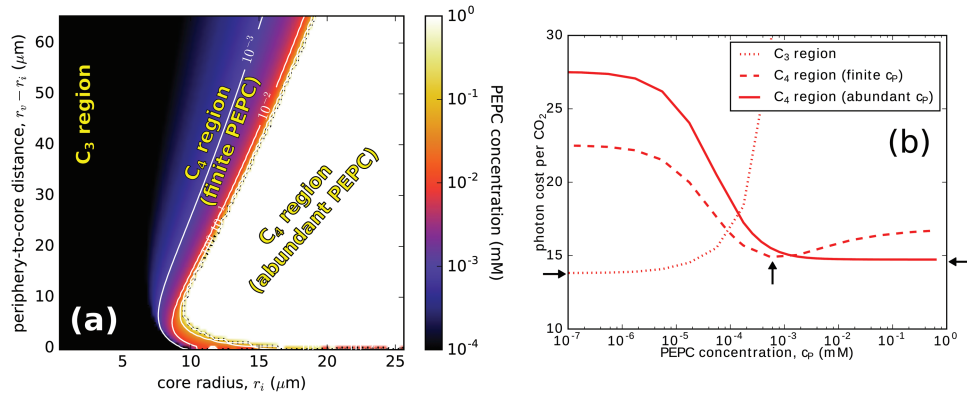 60
50
40
30
20
10
0
periphery-to-core distance, r_v − r_i (μm)
C₃ region
C₄ region
(finite PEPC)
C₄ region
(abundant PEPC)
10⁻³
10⁻²
(a)
5
10
15
20
25
core radius, r_i (μm)
10⁰
10⁻¹
10⁻²
10⁻³
10⁻⁴
PEPC concentration (mM)
30
25
20
15
10
photon cost per CO₂
C₃ region
C₄ region (finite c_P)
C₄ region (abundant c_P)
(b)
10⁻⁷ 10⁻⁶ 10⁻⁵ 10⁻⁴ 10⁻³ 10⁻² 10⁻¹ 10⁰
PEPC concentration, c_P (mM)